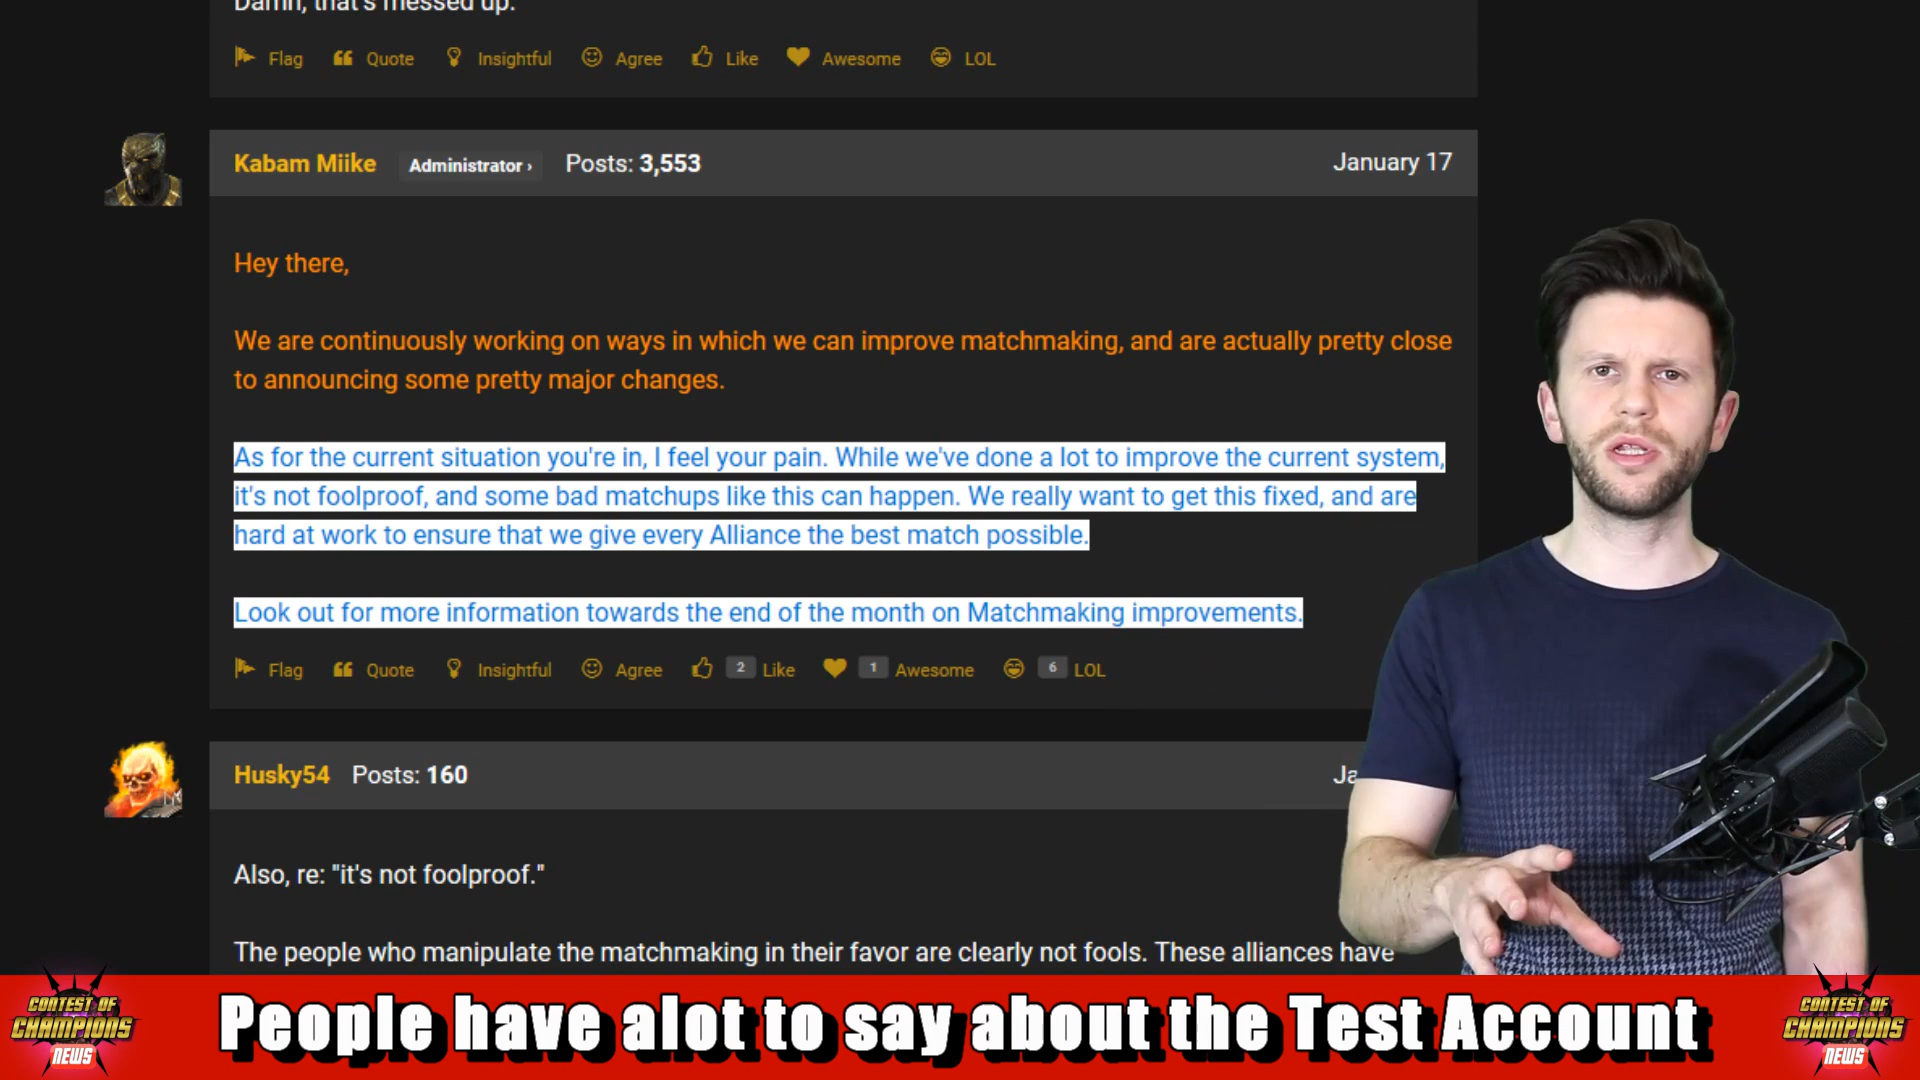 Damn, that's messed up.
Flag Quote Insightful Agree Like Awesome LOL
Kabam Miike Administrator › Posts: 3,553 January 17
Hey there,
We are continuously working on ways in which we can improve matchmaking, and are actually pretty close
to announcing some pretty major changes.
As for the current situation you're in, I feel your pain. While we've done a lot to improve the current system,
it's not foolproof, and some bad matchups like this can happen. We really want to get this fixed, and are
hard at work to ensure that we give every Alliance the best match possible.
Look out for more information towards the end of the month on Matchmaking improvements.
Flag Quote Insightful Agree 2 Like 1 Awesome 6 LOL
Husky54 Posts: 160 Ja
Also, re: "it's not foolproof."
The people who manipulate the matchmaking in their favor are clearly not fools. These alliances have
CONTEST OF
CHAMPIONS
NEWS
People have alot to say about the Test Account
CONTEST OF
CHAMPIONS
NEWS